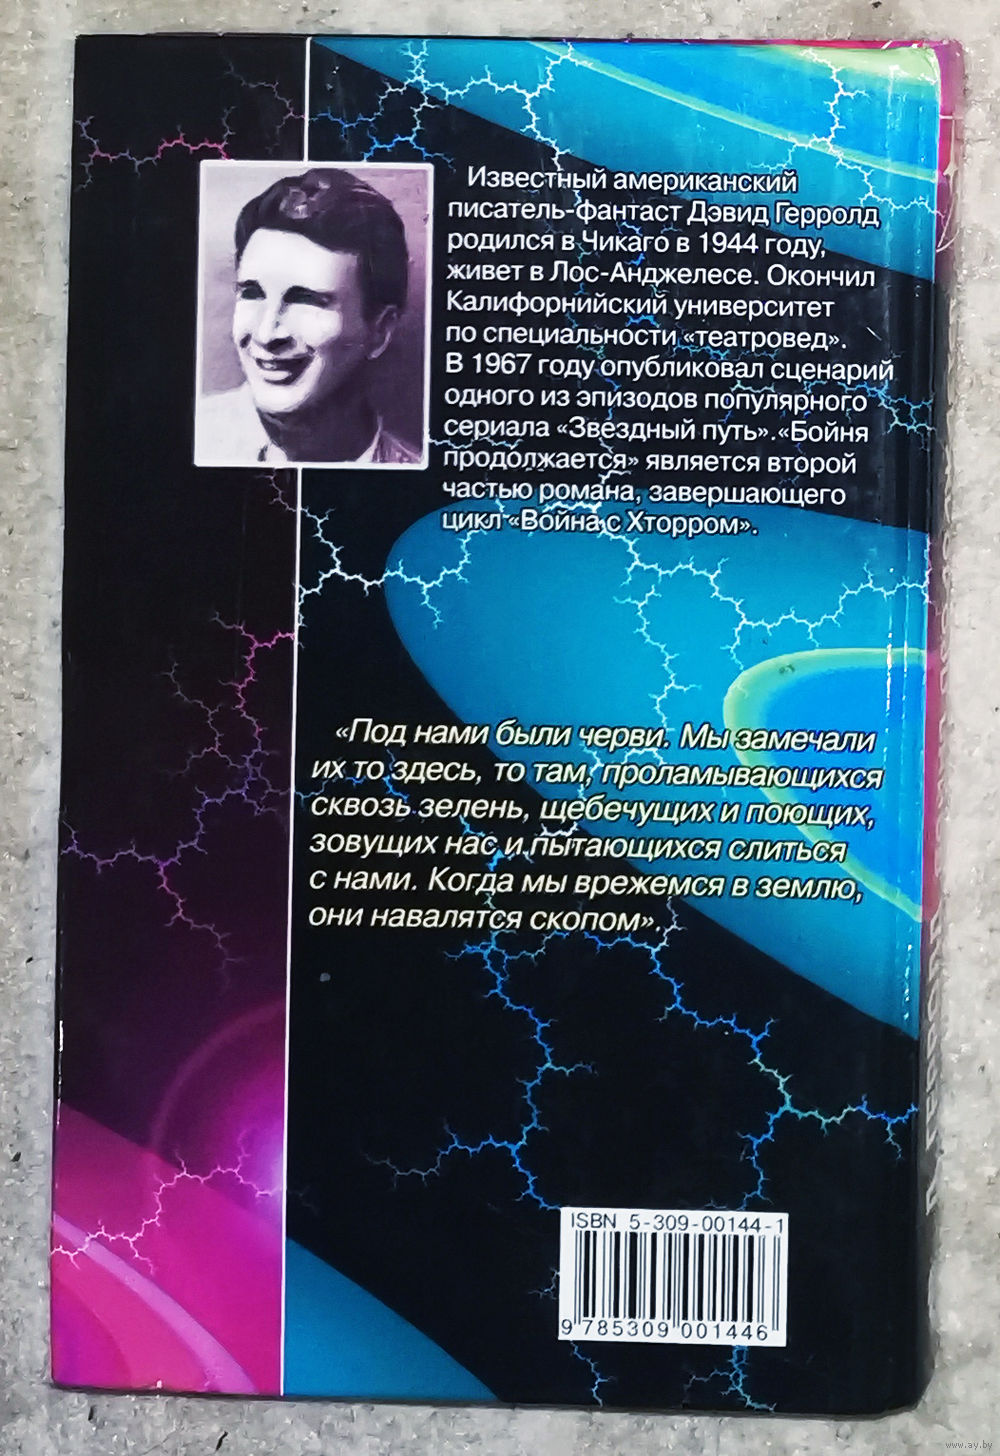 Известный американский
писатель-фантаст Дэвид Герролд
родился в Чикаго в 1944 году,
живет в Лос-Анджелесе. Окончил
Калифорнийский университет
по специальности «театровед».
В 1967 году опубликовал сценарий
одного из эпизодов популярного
сериала «Звездный путь».«Бойня
продолжается» является второй
частью романа, завершающего
цикл «Война с Хторром».
«Под нами были черви. Мы замечали
их то здесь, то там, проламывающихся
сквозь зелень, щебечущих и поющих,
зовущих нас и пытающихся слиться
с нами. Когда мы врежемся в землю,
они навалятся скопом».
ISBN 5-309-00144-1
9 785309 001446
www.ay.by